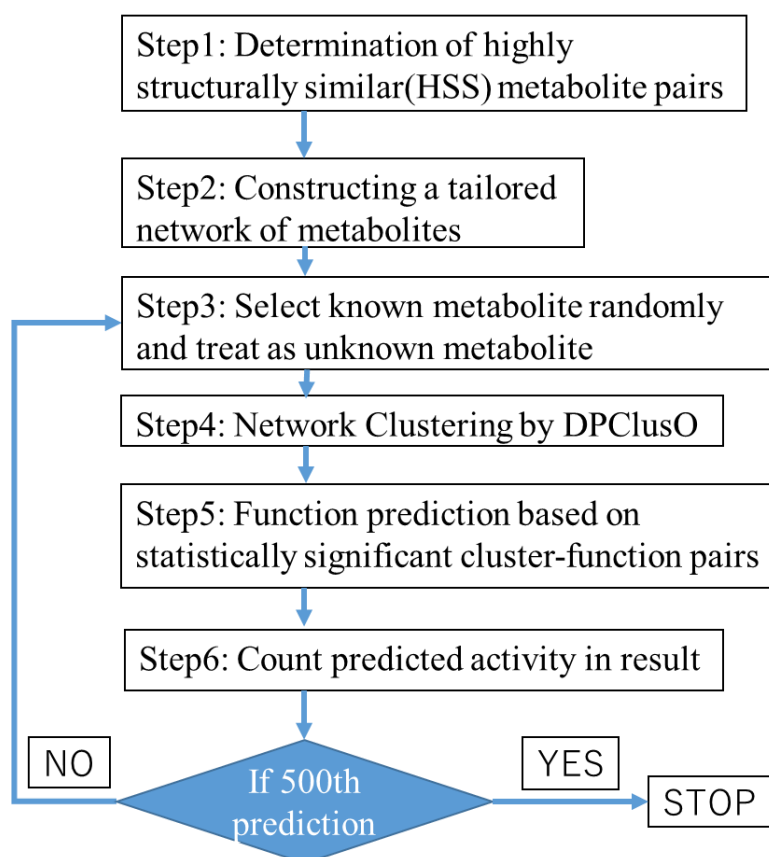 Step1: Determination of highly
structurally similar(HSS) metabolite pairs
Step2: Constructing a tailored
network of metabolites
Step3: Select known metabolite randomly
and treat as unknown metabolite
Step4: Network Clustering by DPClusO
Step5: Function prediction based on
statistically significant cluster-function pairs
Step6: Count predicted activity in result
NO
If 500th
prediction
YES
STOP